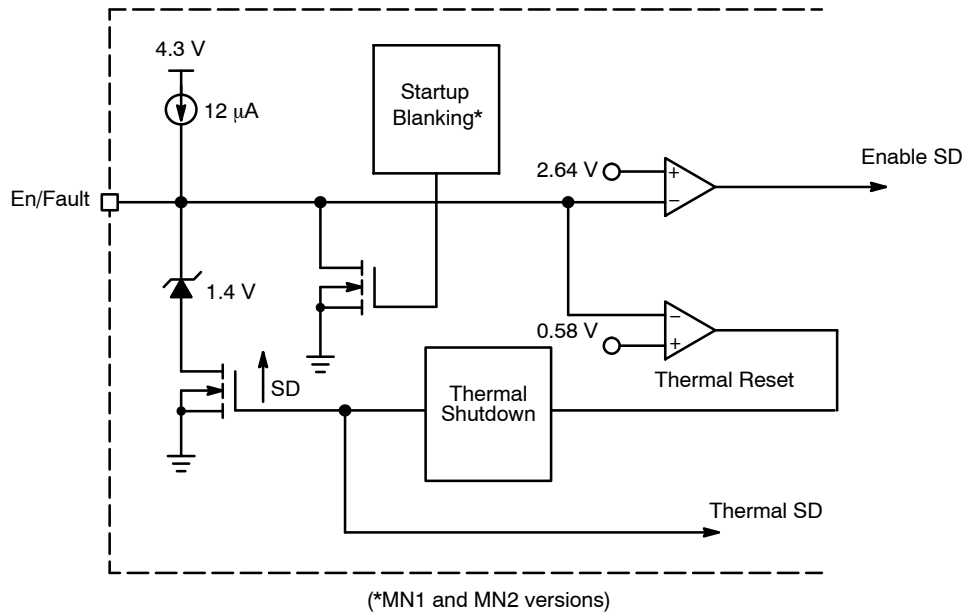 4.3 V
12 μA
Startup
Blanking*
En/Fault
2.64 V
+
−
Enable SD
1.4 V
−
0.58 V
+
Thermal Reset
SD
Thermal
Shutdown
Thermal SD
(*MN1 and MN2 versions)